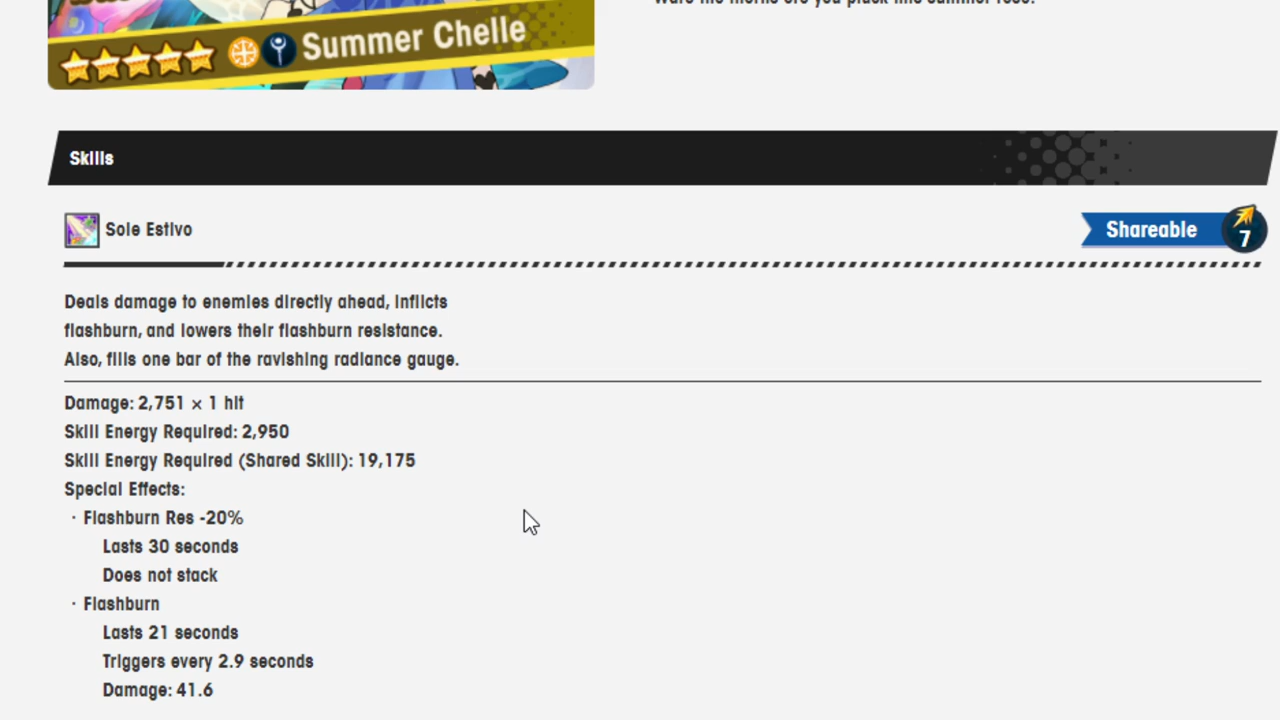 Summer Chelle
Skills
Sole Estivo
Shareable
7
Deals damage to enemies directly ahead, inflicts
flashburn, and lowers their flashburn resistance.
Also, fills one bar of the ravishing radiance gauge.
Damage: 2,751 × 1 hit
Skill Energy Required: 2,950
Skill Energy Required (Shared Skill): 19,175
Special Effects:
· Flashburn Res -20%
Lasts 30 seconds
Does not stack
· Flashburn
Lasts 21 seconds
Triggers every 2.9 seconds
Damage: 41.6